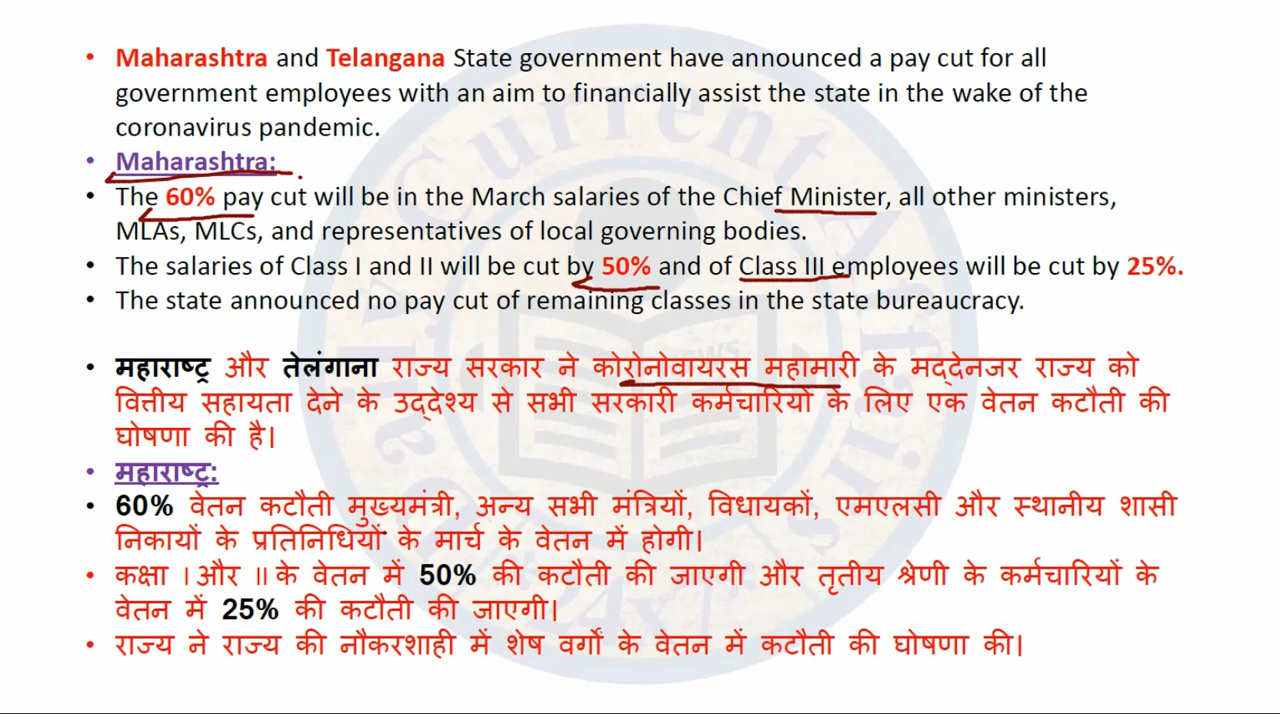 • Maharashtra and Telangana State government have announced a pay cut for all
government employees with an aim to financially assist the state in the wake of the
coronavirus pandemic.
• Maharashtra:
• The 60% pay cut will be in the March salaries of the Chief Minister, all other ministers,
MLAs, MLCs, and representatives of local governing bodies.
• The salaries of Class I and II will be cut by 50% and of Class III employees will be cut by 25%.
• The state announced no pay cut of remaining classes in the state bureaucracy.
• महाराष्ट्र और तेलंगाना राज्य सरकार ने कोरोनोवायरस महामारी के मद्देनजर राज्य को
वित्तीय सहायता देने के उद्देश्य से सभी सरकारी कर्मचारियों के लिए एक वेतन कटौती की
घोषणा की है।
• महाराष्ट्र:
• 60% वेतन कटौती मुख्यमंत्री, अन्य सभी मंत्रियों, विधायकों, एमएलसी और स्थानीय शासी
निकायों के प्रतिनिधियों के मार्च के वेतन में होगी।
• कक्षा I और II के वेतन में 50% की कटौती की जाएगी और तृतीय श्रेणी के कर्मचारियों के
वेतन में 25% की कटौती की जाएगी।
• राज्य ने राज्य की नौकरशाही में शेष वर्गों के वेतन में कटौती की घोषणा की।
Daily Current Affairs
NEWS
24x7